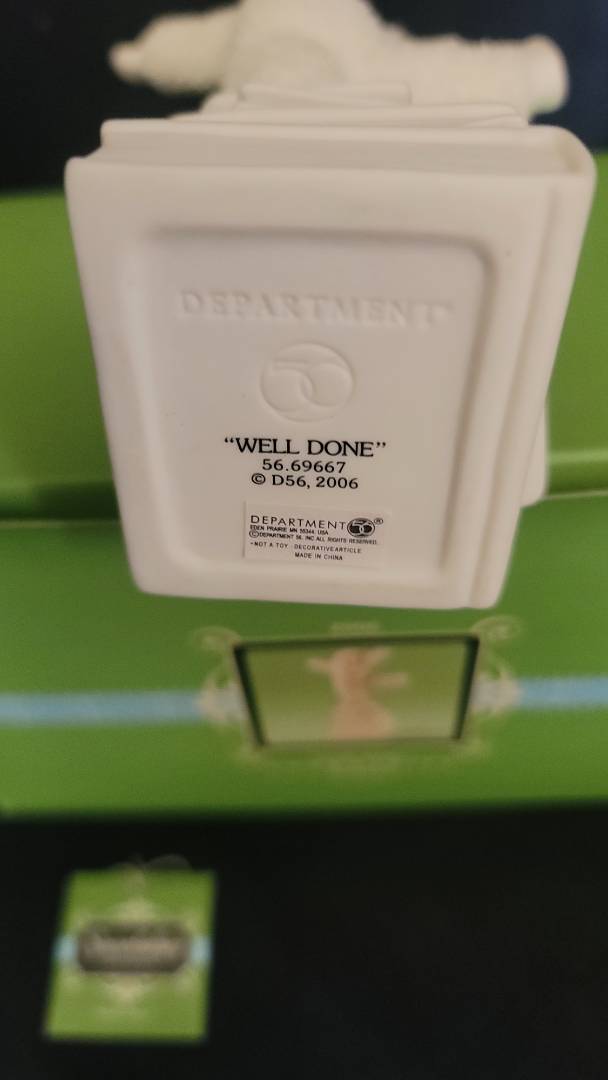 DEPARTMENT
56
"WELL DONE"
56.69667
© D56, 2006
DEPARTMENT 56®
EDEN PRAIRIE MN 55344, USA
©DEPARTMENT 56, INC ALL RIGHTS RESERVED.
-NOT A TOY · DECORATIVE ARTICLE
MADE IN CHINA